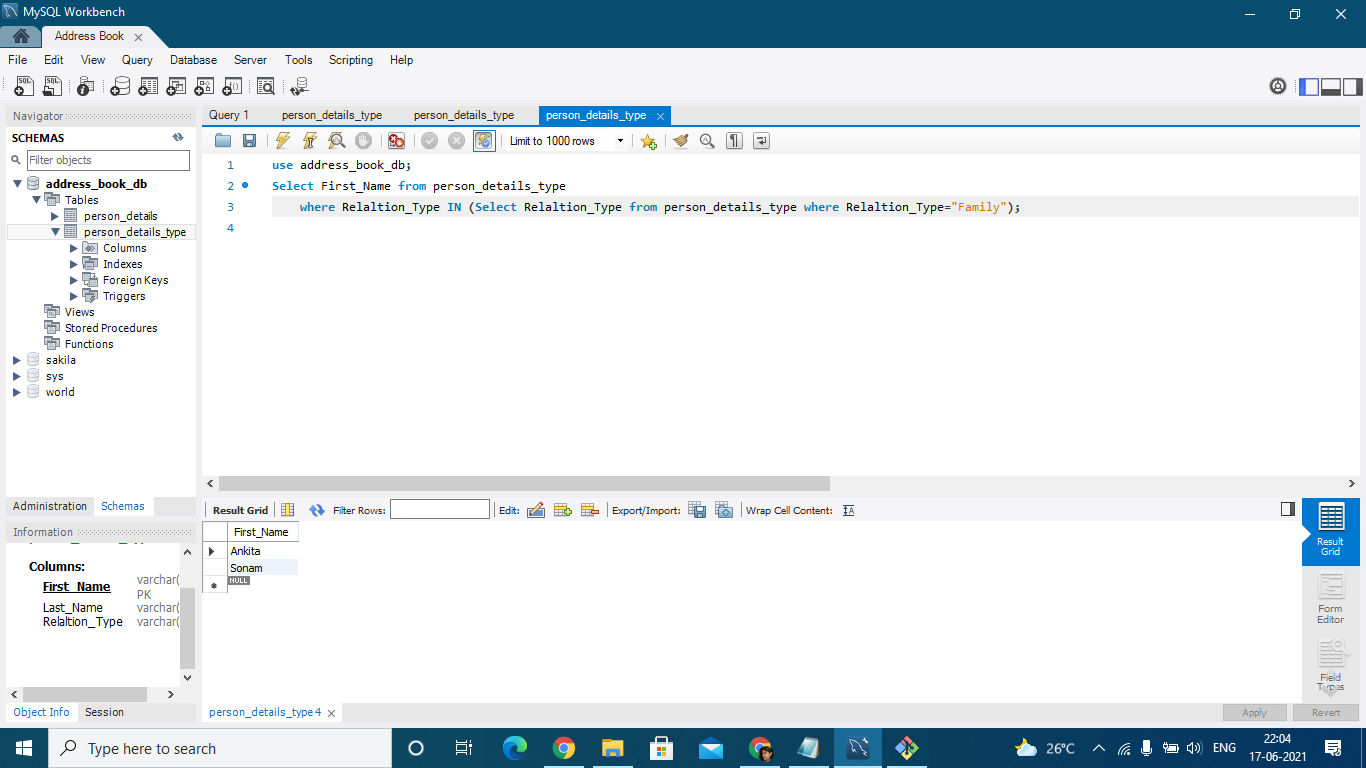 MySQL Workbench
Address Book
File Edit View Query Database Server Tools Scripting Help
Navigator
SCHEMAS
Filter objects
address_book_db
Tables
person_details
person_details_type
Columns
Indexes
Foreign Keys
Triggers
Views
Stored Procedures
Functions
sakila
sys
world
Administration Schemas
Information
Columns:
First_Name varchar(
PK
Last_Name varchar(
Relaltion_Type varchar(
Object Info Session
Query 1 person_details_type person_details_type person_details_type
Limit to 1000 rows
1 use address_book_db;
2 Select First_Name from person_details_type
3 where Relaltion_Type IN (Select Relaltion_Type from person_details_type where Relaltion_Type="Family");
4
Result Grid Filter Rows: Edit: Export/Import: Wrap Cell Content:
First_Name
Ankita
Sonam
NULL
Result
Grid
Form
Editor
Field
Types
person_details_type 4
Apply Revert
Type here to search
26°C
ENG
22:04
17-06-2021